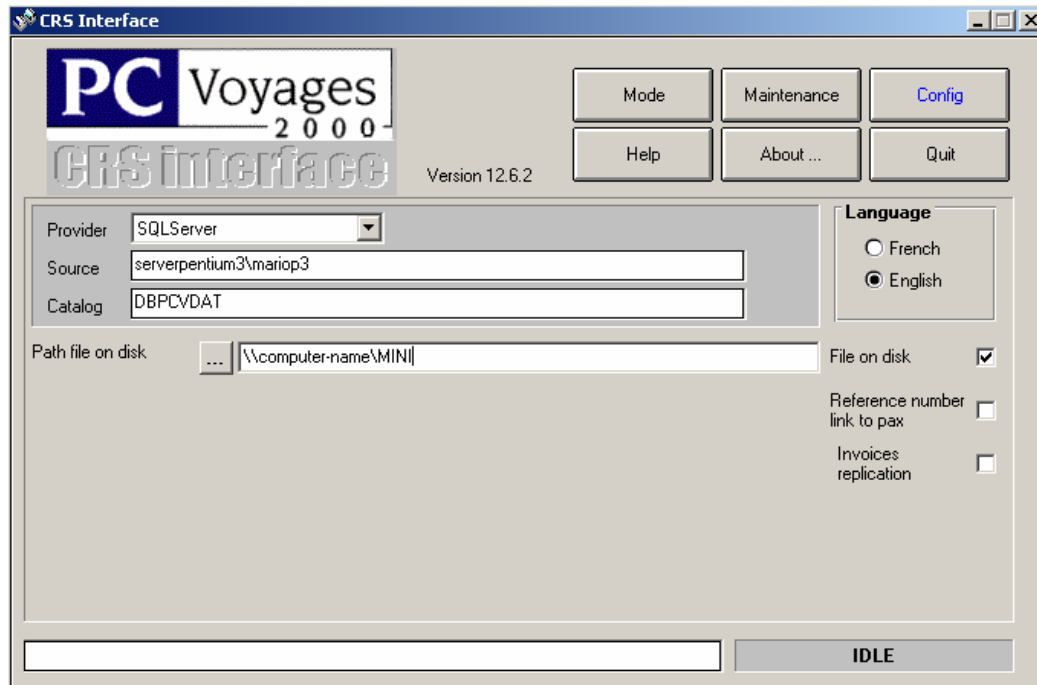 CRS Interface
PC Voyages
2000
CRS interface
Version 12.6.2
Mode
Maintenance
Config
Help
About ...
Quit
Provider
SQLServer
Source
serverpentium3\mariop3
Catalog
DBPCVDAT
Language
French
English
Path file on disk
...
\\computer-name\MINI
File on disk
Reference number
link to pax
Invoices
replication
IDLE